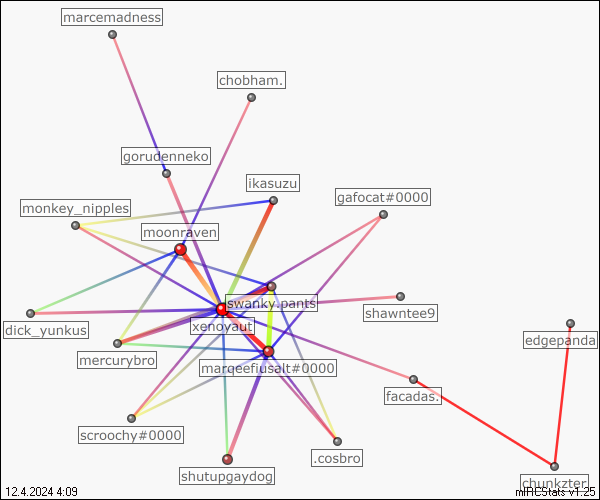 marcemadness
chobham.
gorudenneko
ikasuzu
gafocat#0000
monkey_nipples
moonraven
swanky.pants
shawntee9
xenoyaut
dick_yunkus
edgepanda
mercurybro
marqeefiusalt#0000
facadas.
scroochy#0000
.cosbro
shutupgaydog
chunkzter
12.4.2024 4:09
mIRCStats v1.25